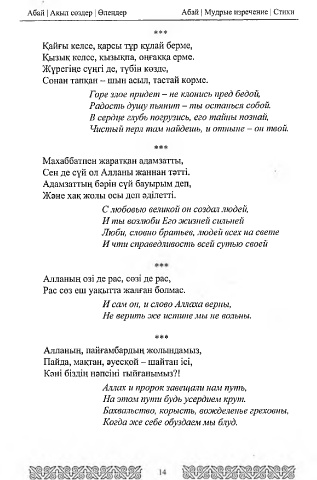 Абай | Ақыл сөздер | Өлеңдер
Абай | Мудрые изречение | Стихи
***
Қайғы келсе, қарсы тұр құлай берме,
Қызық келсе, қызықпа, оңғаққа ерме.
Жүрегіңе сүңгі де, түбін көзде,
Сонан тапқан – шын асыл, тастай көрме.
Горе злое придет – не клонись пред бедой,
Радость душу пьянит – ты останься собой.
В сердце глубь погрузись, его тайны познай,
Чистый перл там найдешь, и отныне – он твой.
***
Махаббатпен жаратқан адамзатты,
Сен де сүй ол Алланы жаннан тәтті.
Адамзаттың бәрін сүй бауырым деп,
Және хақ жолы осы деп әділетті.
С любовью великой он создал людей,
И ты возлюби Его жизней сильней
Люби, словно братьев, людей всех на свете
И чти справедливость всей сутью своей
***
Алланың өзі де рас, сөзі де рас,
Рас сөз еш уақытта жалған болмас.
И сам он, и слово Аллаха верны,
Не верить же истине мы не вольны.
***
Алланың, пайғамбардың жолындамыз,
Пайда, мақтан, әуесқой – шайтан ісі,
Кәні біздің нәпсіні тыйғанымыз?!
Аллах и пророк завещали нам путь,
На этом пути будь усердием крут.
Бахвальство, корысть, вожделенье греховны,
Когда же себе обуздаем мы блуд.
14